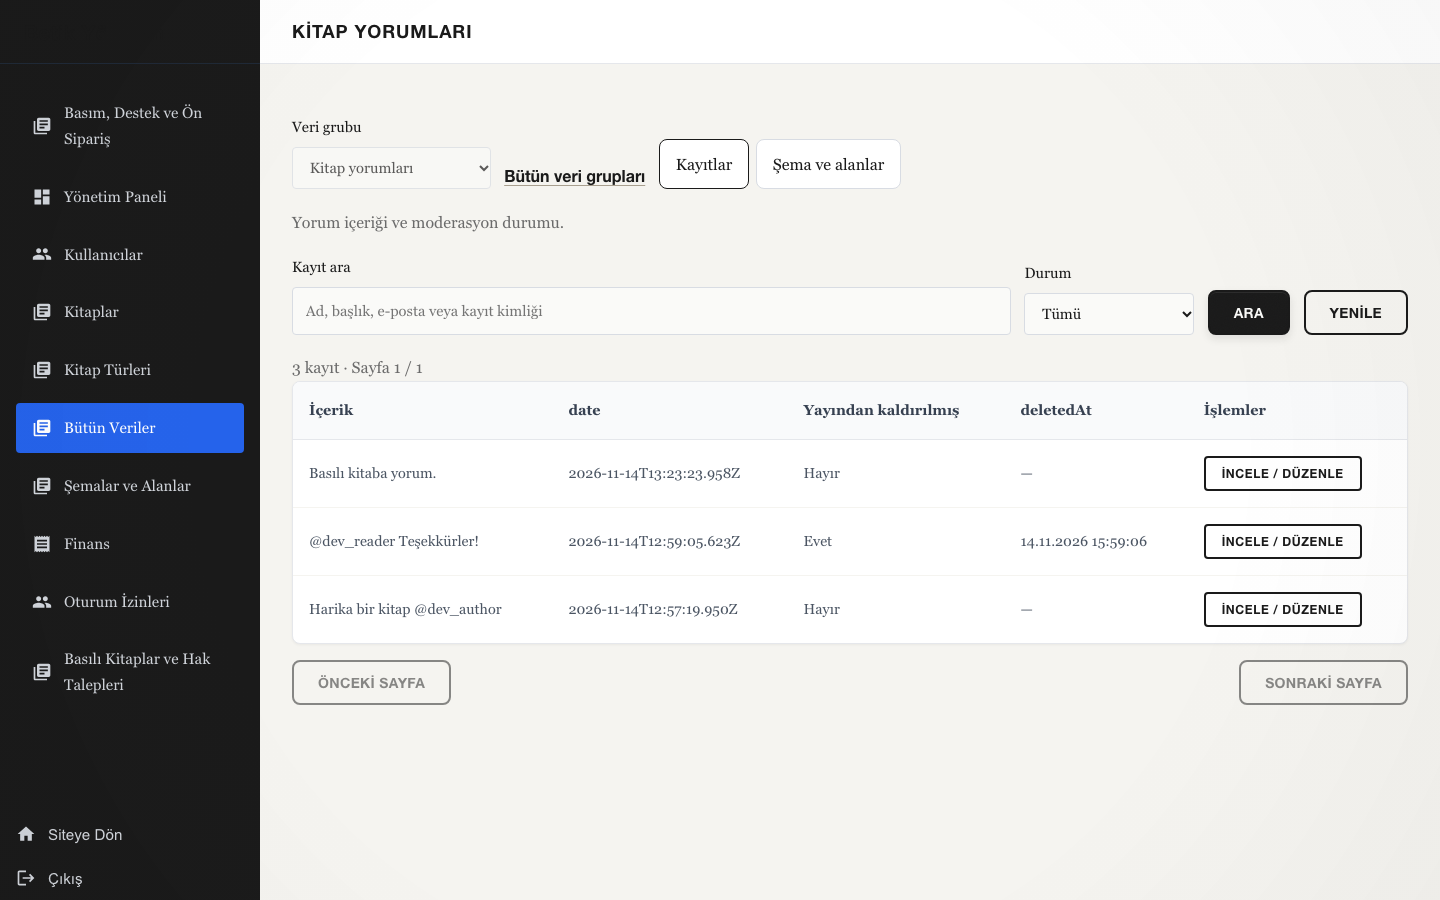 KİTAP YORUMLARI
Basım, Destek ve Ön
Sipariş
Yönetim Paneli
Kullanıcılar
Kitaplar
Kitap Türleri
Bütün Veriler
Şemalar ve Alanlar
Finans
Oturum İzinleri
Basılı Kitaplar ve Hak
Talepleri
Siteye Dön
Çıkış
Veri grubu
Kitap yorumları
Bütün veri grupları
Kayıtlar
Şema ve alanlar
Yorum içeriği ve moderasyon durumu.
Kayıt ara
Ad, başlık, e-posta veya kayıt kimliği
Durum
Tümü
ARA
YENİLE
3 kayıt · Sayfa 1 / 1
İçerik date Yayından kaldırılmış deletedAt İşlemler
Basılı kitaba yorum. 2026-11-14T13:23:23.958Z Hayır — İNCELE / DÜZENLE
@dev_reader Teşekkürler! 2026-11-14T12:59:05.623Z Evet 14.11.2026 15:59:06 İNCELE / DÜZENLE
Harika bir kitap @dev_author 2026-11-14T12:57:19.950Z Hayır — İNCELE / DÜZENLE
ÖNCEKİ SAYFA
SONRAKİ SAYFA